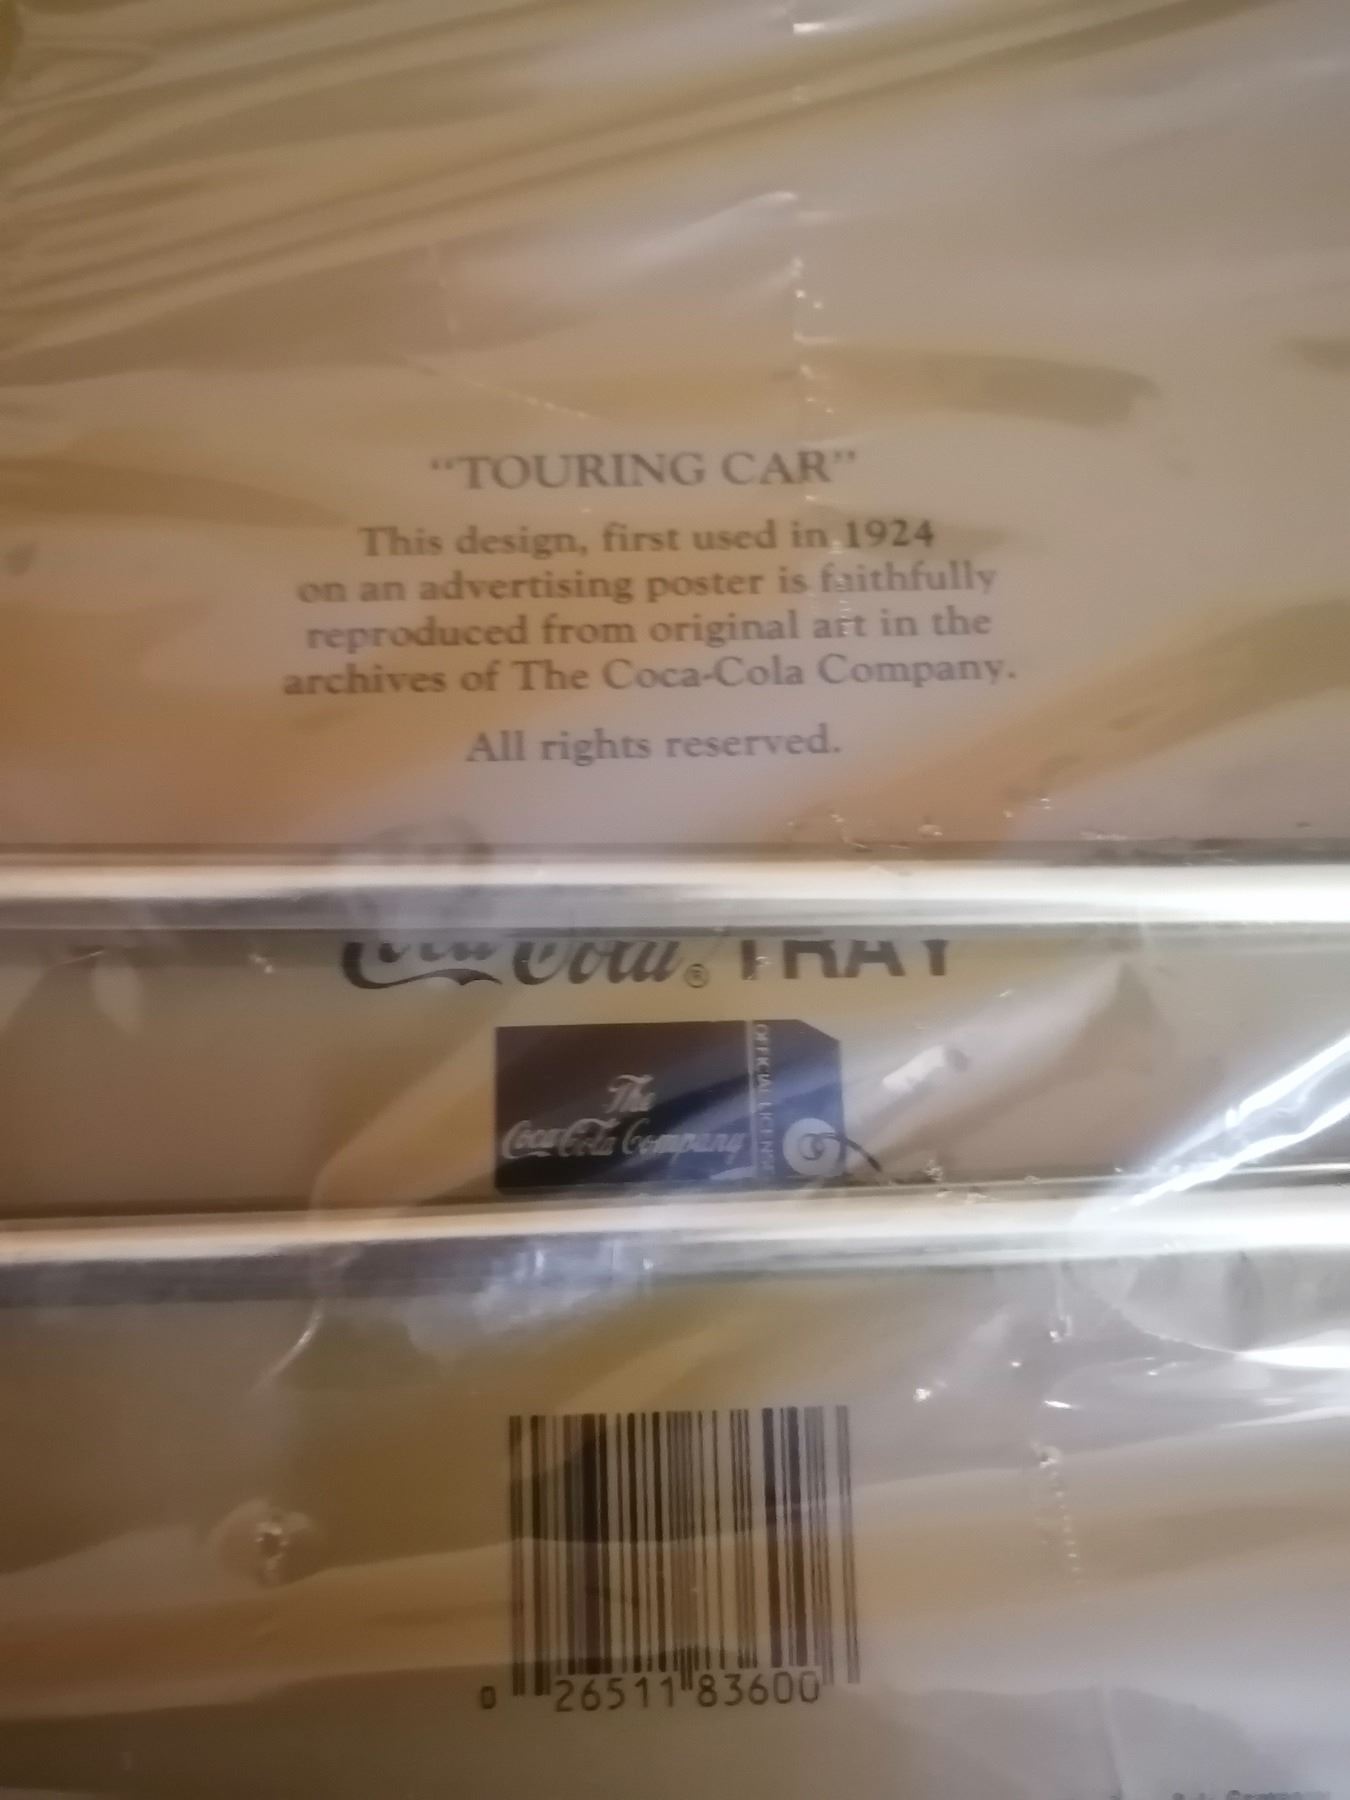 "TOURING CAR"
This design, first used in 1924
on an advertising poster is faithfully
reproduced from original art in the
archives of The Coca-Cola Company.
All rights reserved.
Coca-Cola® TRAY
The
Coca-Cola Company
OFFICIAL LICENSE
0 26511 83600